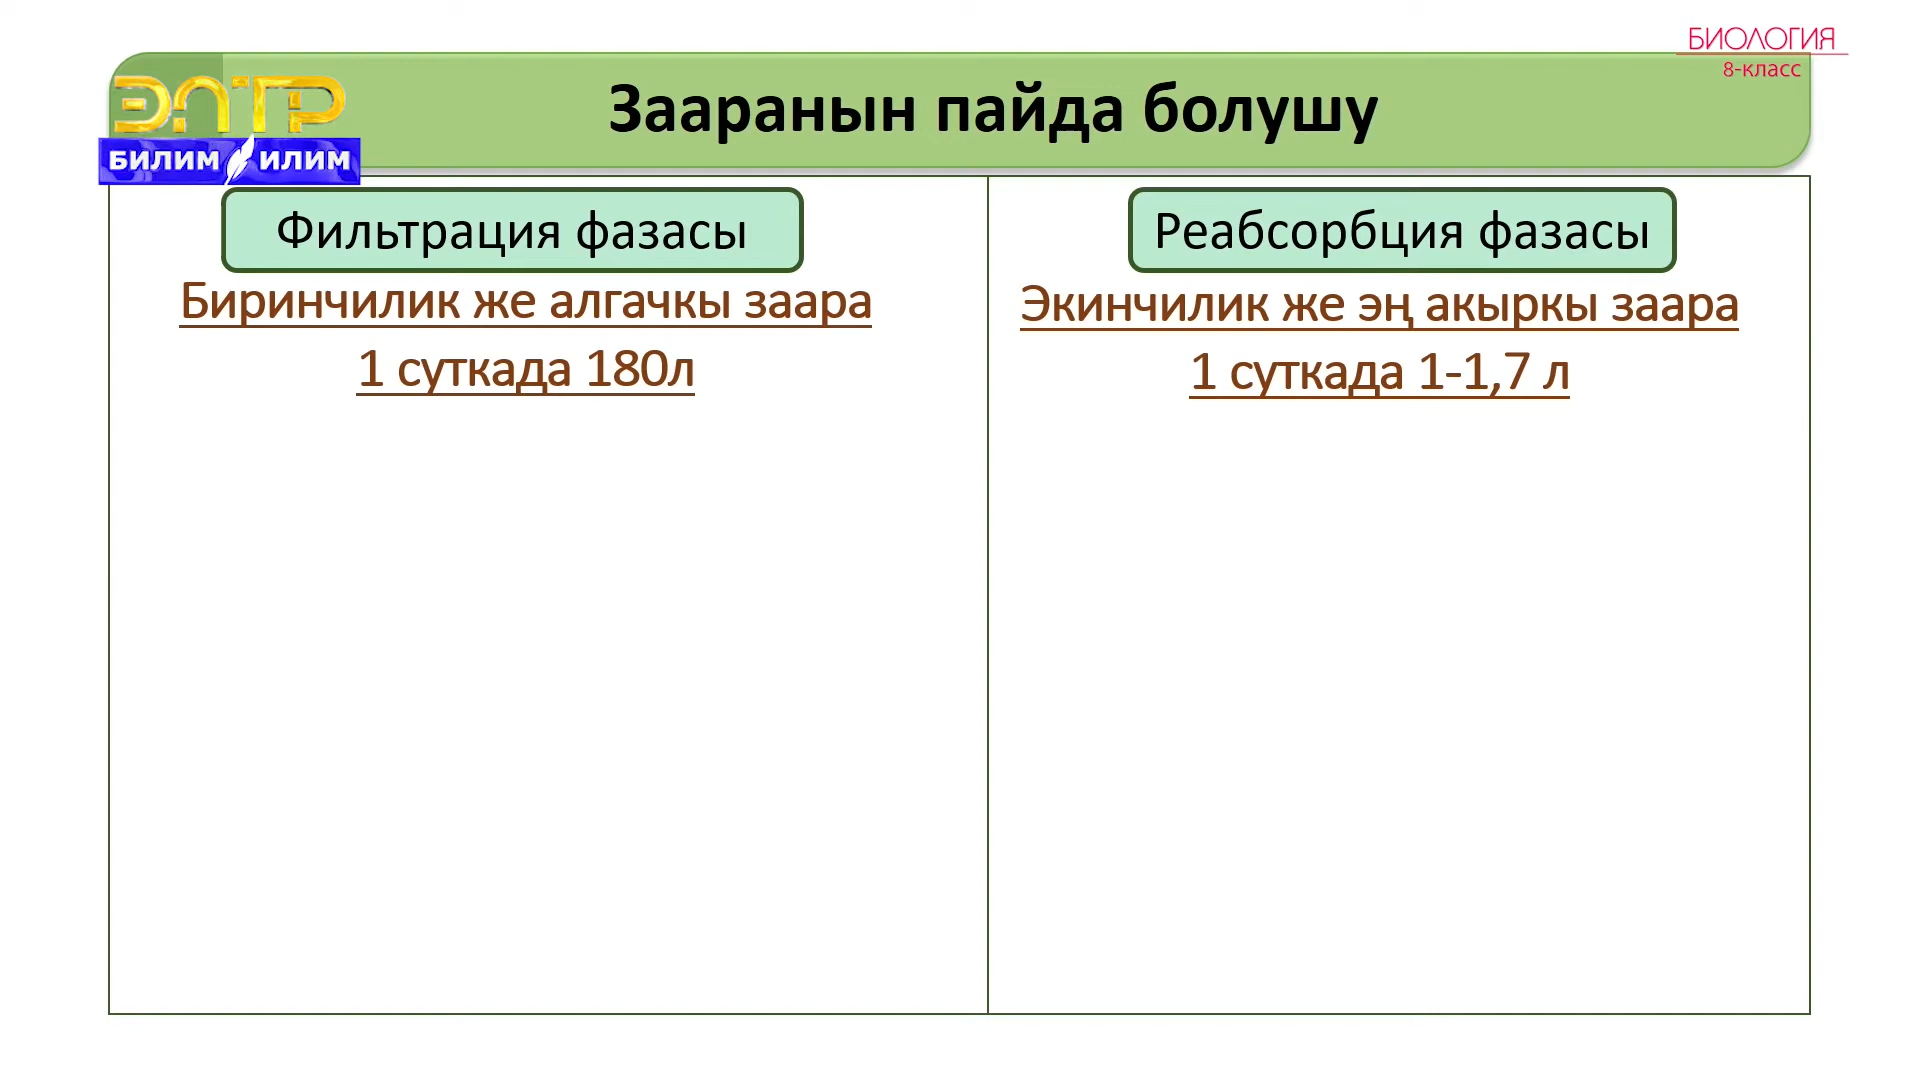 БИОЛОГИЯ
8-класс
ЭЛТР
БИЛИМ ИЛИМ
Зааранын пайда болушу
Фильтрация фазасы
Биринчилик же алгачкы заара
1 суткада 180л
Реабсорбция фазасы
Экинчилик же эң акыркы заара
1 суткада 1-1,7 л